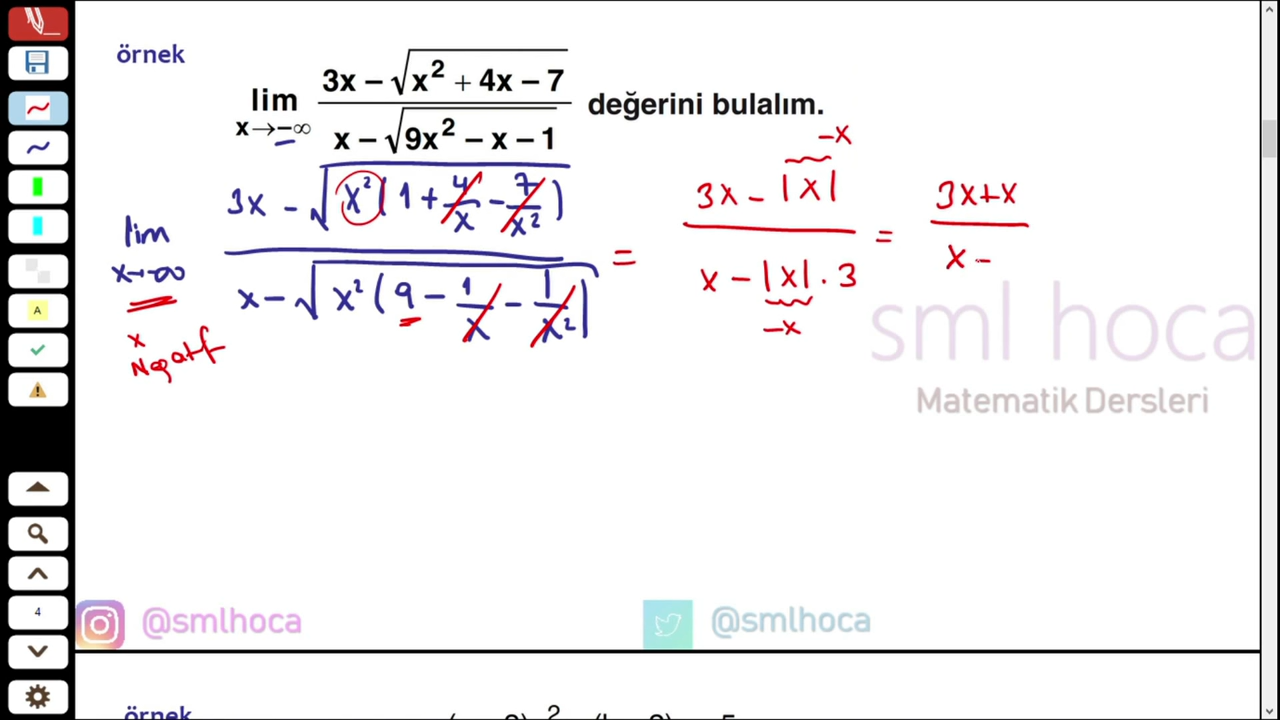 örnek
lim x→−∞ (3x − √(x² + 4x − 7)) / (x − √(9x² − x − 1)) değerini bulalım.
lim x→−∞ (3x − √(x²(1 + 4/x − 7/x²))) / (x − √(x²(9 − 1/x − 1/x²))) = (3x − |x|) / (x − |x| · 3) = (3x+x) / (x −
−x
−x
x
Negatif
sml hoca
Matematik Dersleri
A
4
@smlhoca
@smlhoca
örnek